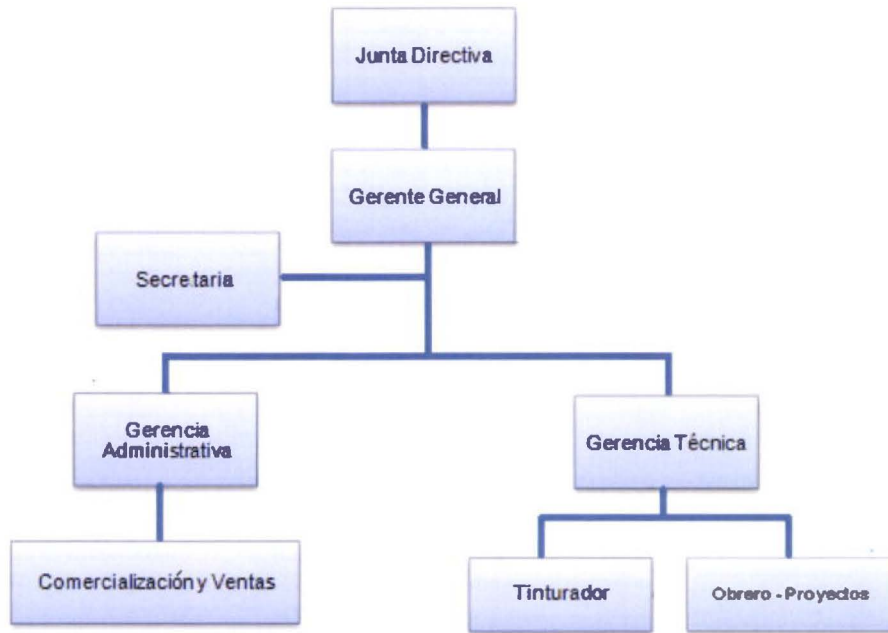 Junta Directiva
Gerente General
Secretaria
Gerencia
Administrativa
Gerencia Técnica
Comercialización y Ventas
Tinturador
Obrero - Proyectos